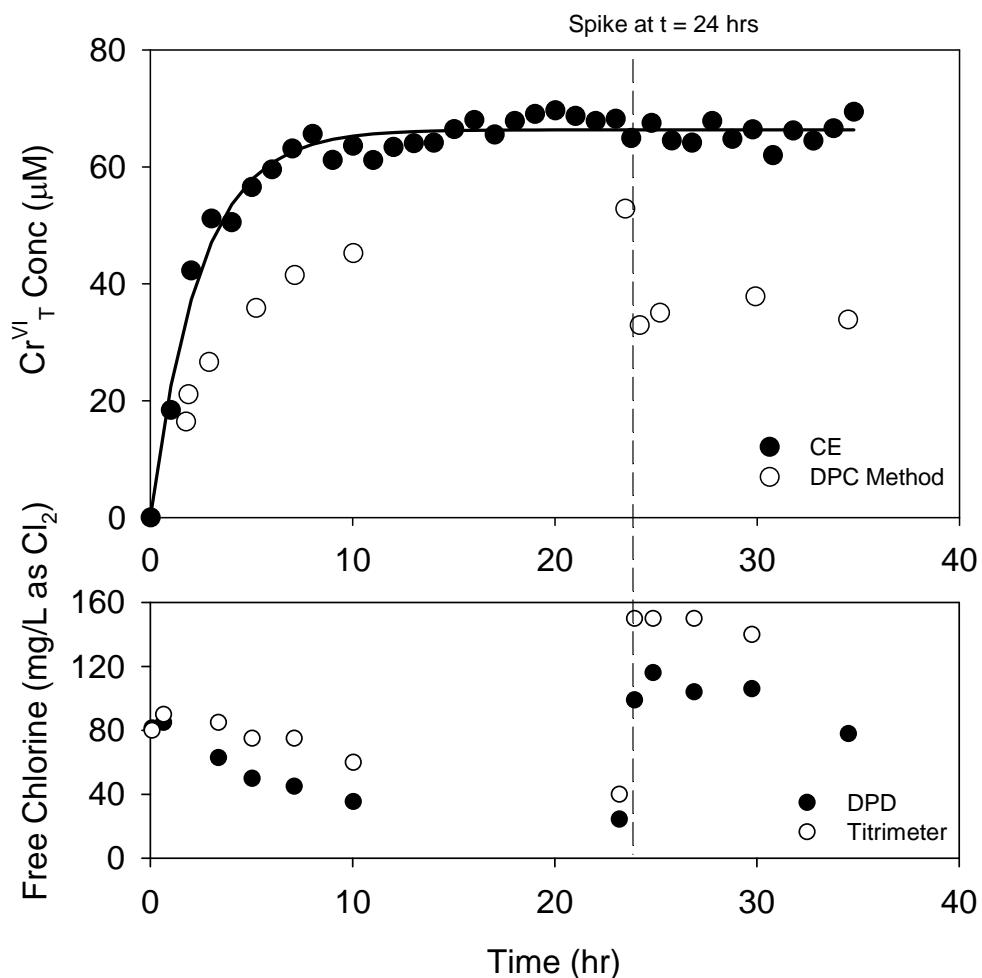 Spike at t = 24 hrs
80
60
40
20
0
Cr^VI_T Conc (μM)
CE
DPC Method
0 10 20 30 40
160
120
80
40
0
Free Chlorine (mg/L as Cl₂)
DPD
Titrimeter
0 10 20 30 40
Time (hr)